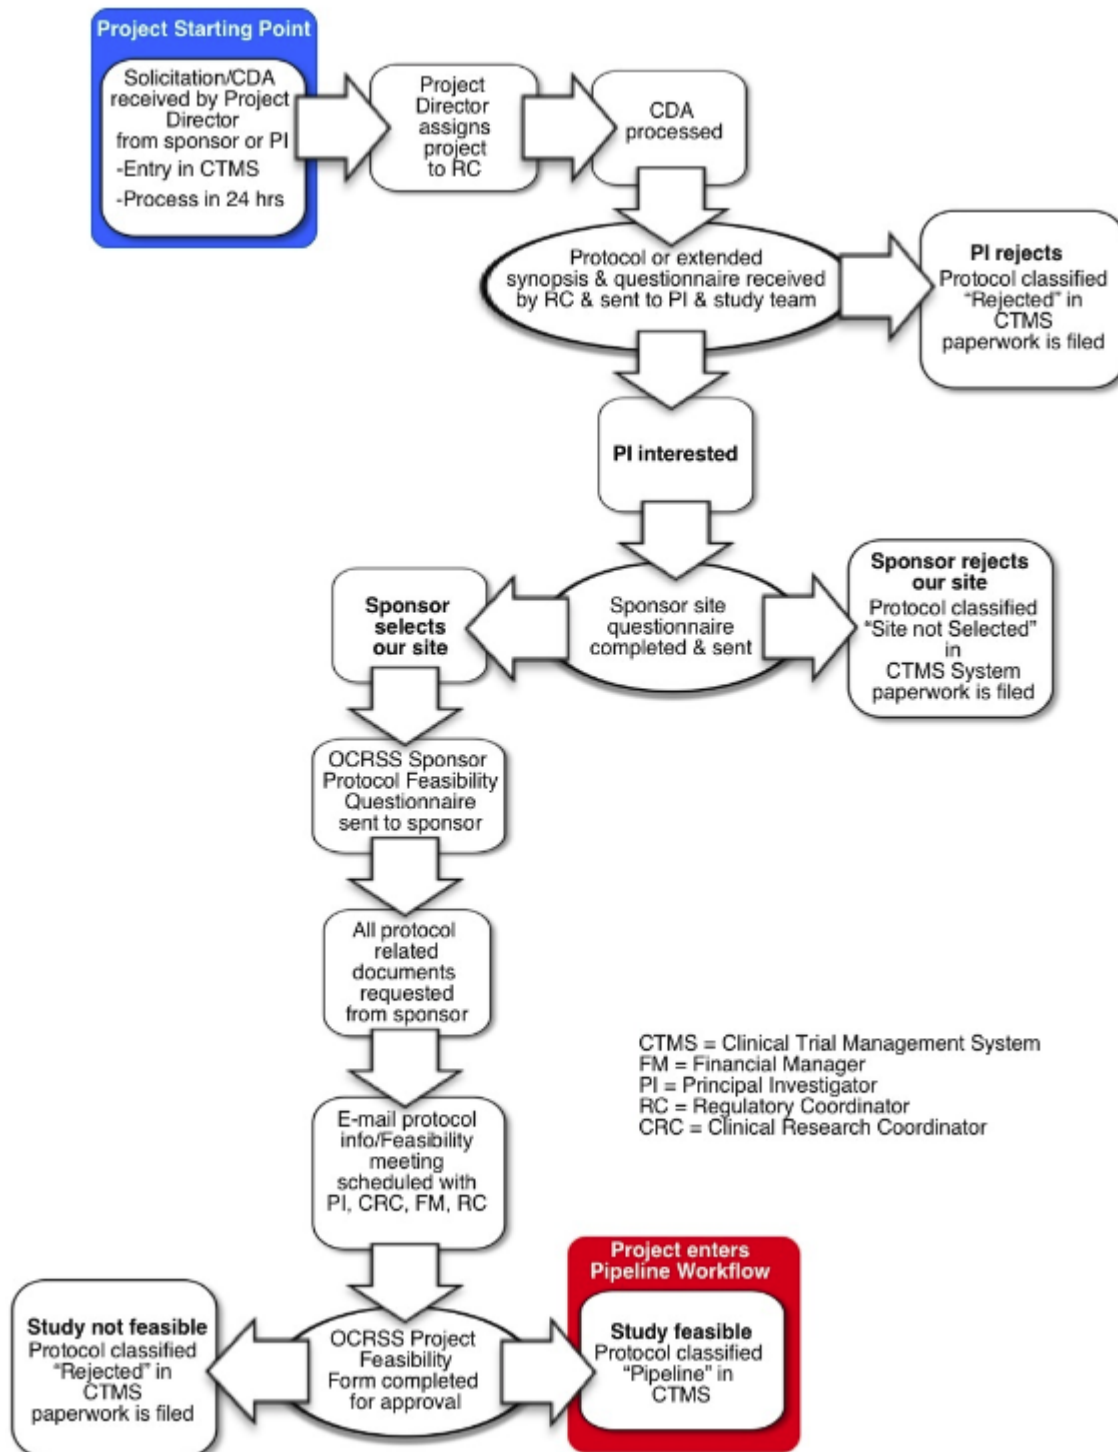 Project Starting Point
Solicitation/CDA
received by Project
Director
from sponsor or PI
-Entry in CTMS
-Process in 24 hrs
Project
Director
assigns
project
to RC
CDA
processed
Protocol or extended
synopsis & questionnaire received
by RC & sent to PI & study team
PI rejects
Protocol classified
“Rejected” in
CTMS
paperwork is filed
PI interested
Sponsor site
questionnaire
completed & sent
Sponsor rejects
our site
Protocol classified
“Site not Selected”
in
CTMS System
paperwork is filed
Sponsor
selects
our site
OCRSS Sponsor
Protocol Feasibility
Questionnaire
sent to sponsor
All protocol
related
documents
requested
from sponsor
E-mail protocol
info/Feasibility
meeting
scheduled with
PI, CRC, FM, RC
CTMS = Clinical Trial Management System
FM = Financial Manager
PI = Principal Investigator
RC = Regulatory Coordinator
CRC = Clinical Research Coordinator
OCRSS Project
Feasibility
Form completed
for approval
Study not feasible
Protocol classified
“Rejected” in
CTMS
paperwork is filed
Project enters
Pipeline Workflow
Study feasible
Protocol classified
“Pipeline” in
CTMS